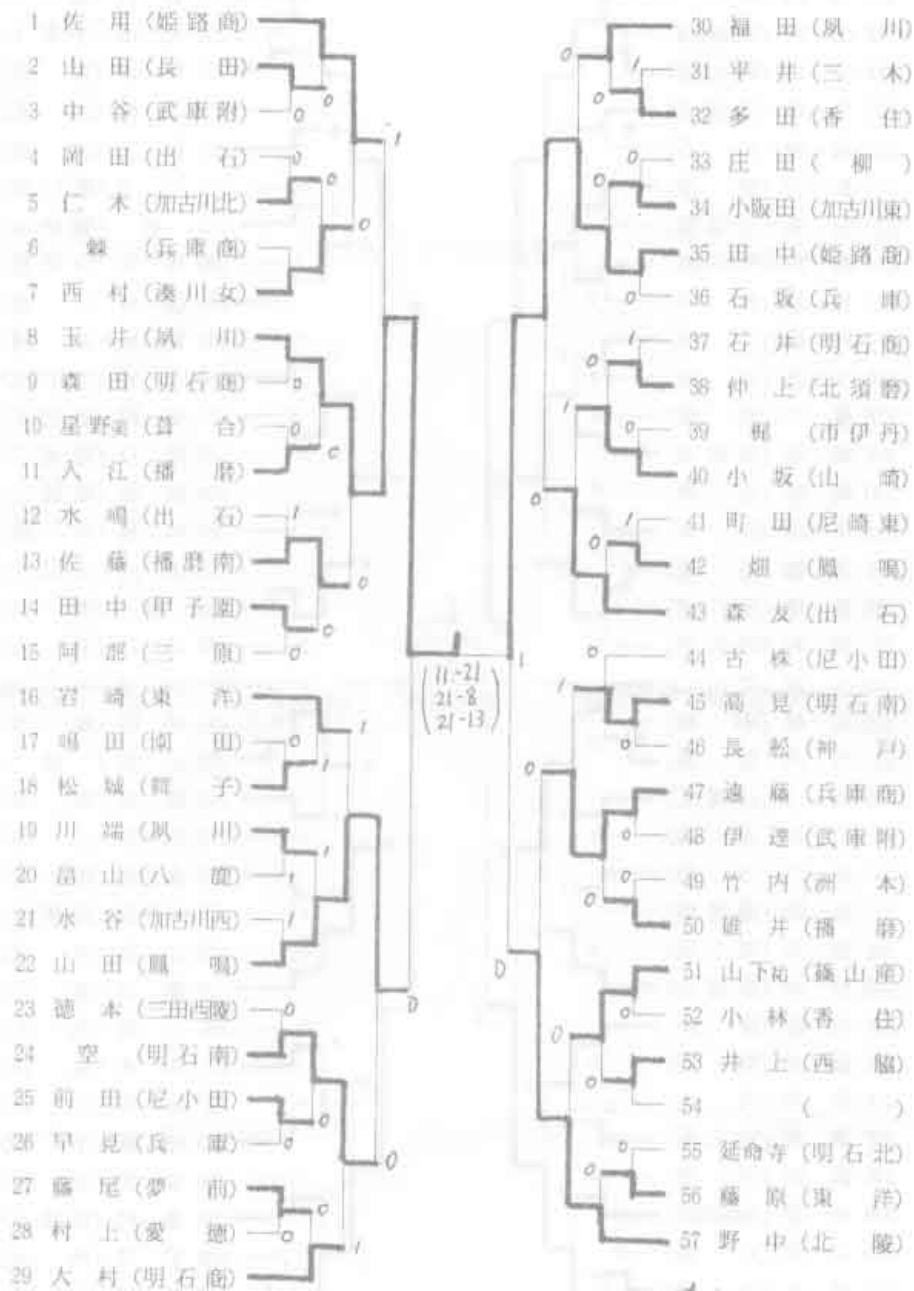 1 佐用 (姫路商)
2 山田 (長田)
3 中谷 (武庫附)
4 岡田 (出石)
5 仁木 (加古川北)
6 (兵庫商)
7 西村 (湊川女)
8 玉井 (夙川)
9 森田 (明石商)
10 星野美 (葺合)
11 入江 (播磨)
12 水嶋 (出石)
13 佐藤 (播磨南)
14 田中 (甲子園)
15 阿部 (三原)
16 岩崎 (東洋)
17 嶋田
18 松城 (舞子)
19 川端 (夙川)
20 畠山 (八鹿)
21 水谷 (加古川西)
22 山田 (鳳鳴)
23 徳本 (三田西陵)
24 空 (明石南)
25 前田 (尼小田)
26 早見 (兵庫)
27 藤尾 (夢前)
28 村上 (愛徳)
29 大村 (明石商)
(11-21
21-8
21-13)
30 福田 (夙川)
31 平井 (三木)
32 多田 (香住)
33 庄田 (柳)
34 小阪田 (加古川東)
35 田中 (姫路商)
36 石坂 (兵庫)
37 石井 (明石商)
38 仲上 (北須磨)
39 梶 (市伊丹)
40 小坂 (山崎)
41 町田 (尼崎東)
42 畑 (鳳鳴)
43 森友 (出石)
44 古株 (尼小田)
45 高見 (明石南)
46 長船 (神戸)
47 遠藤 (兵庫商)
48 伊達 (武庫附)
49 竹内 (洲本)
50 碓井 (播磨)
51 山下祐 (篠山産)
52 小林 (香住)
53 井上 (西脇)
54 ( )
55 延命寺 (明石北)
56 藤原 (東洋)
57 野中 (北陵)